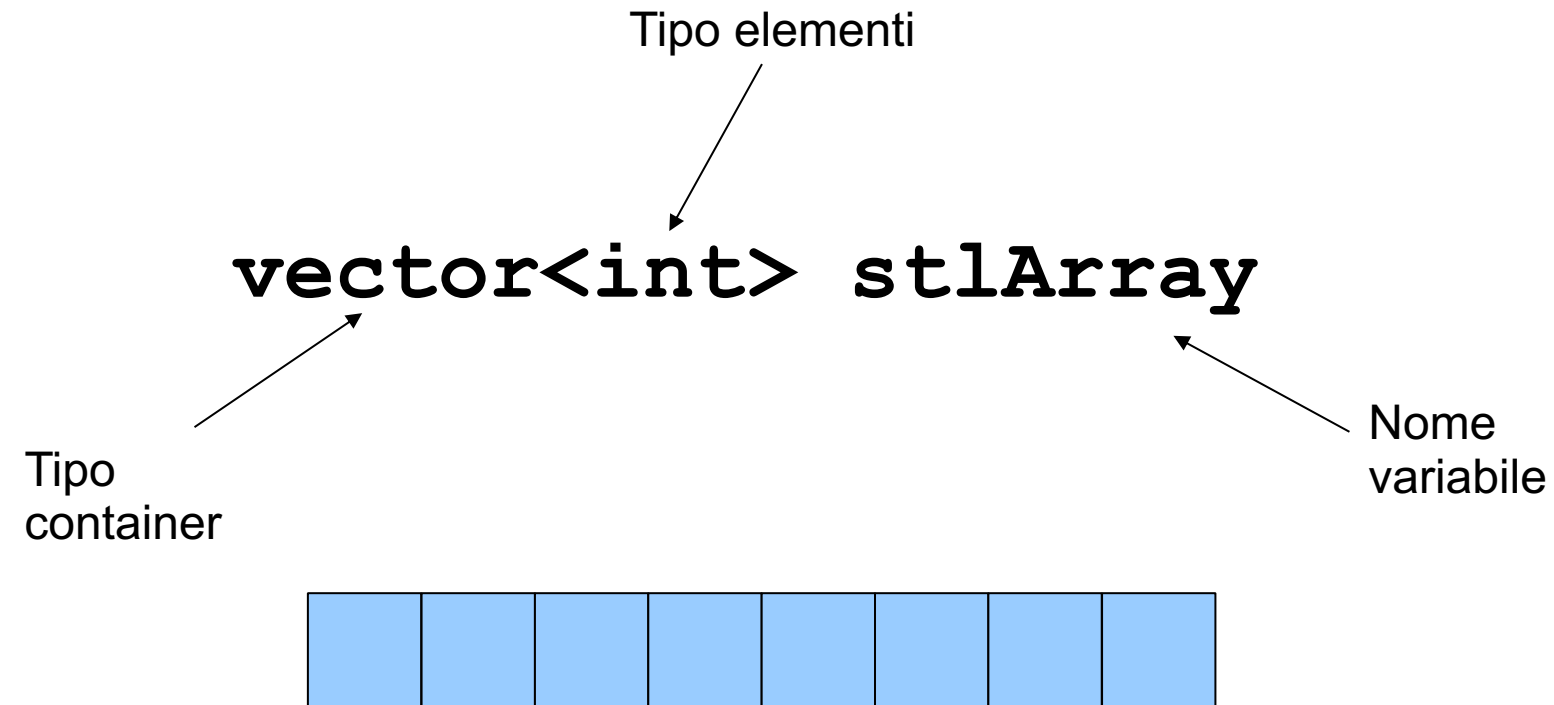 Tipo elementi
vector<int> stlArray
Tipo
container
Nome
variabile